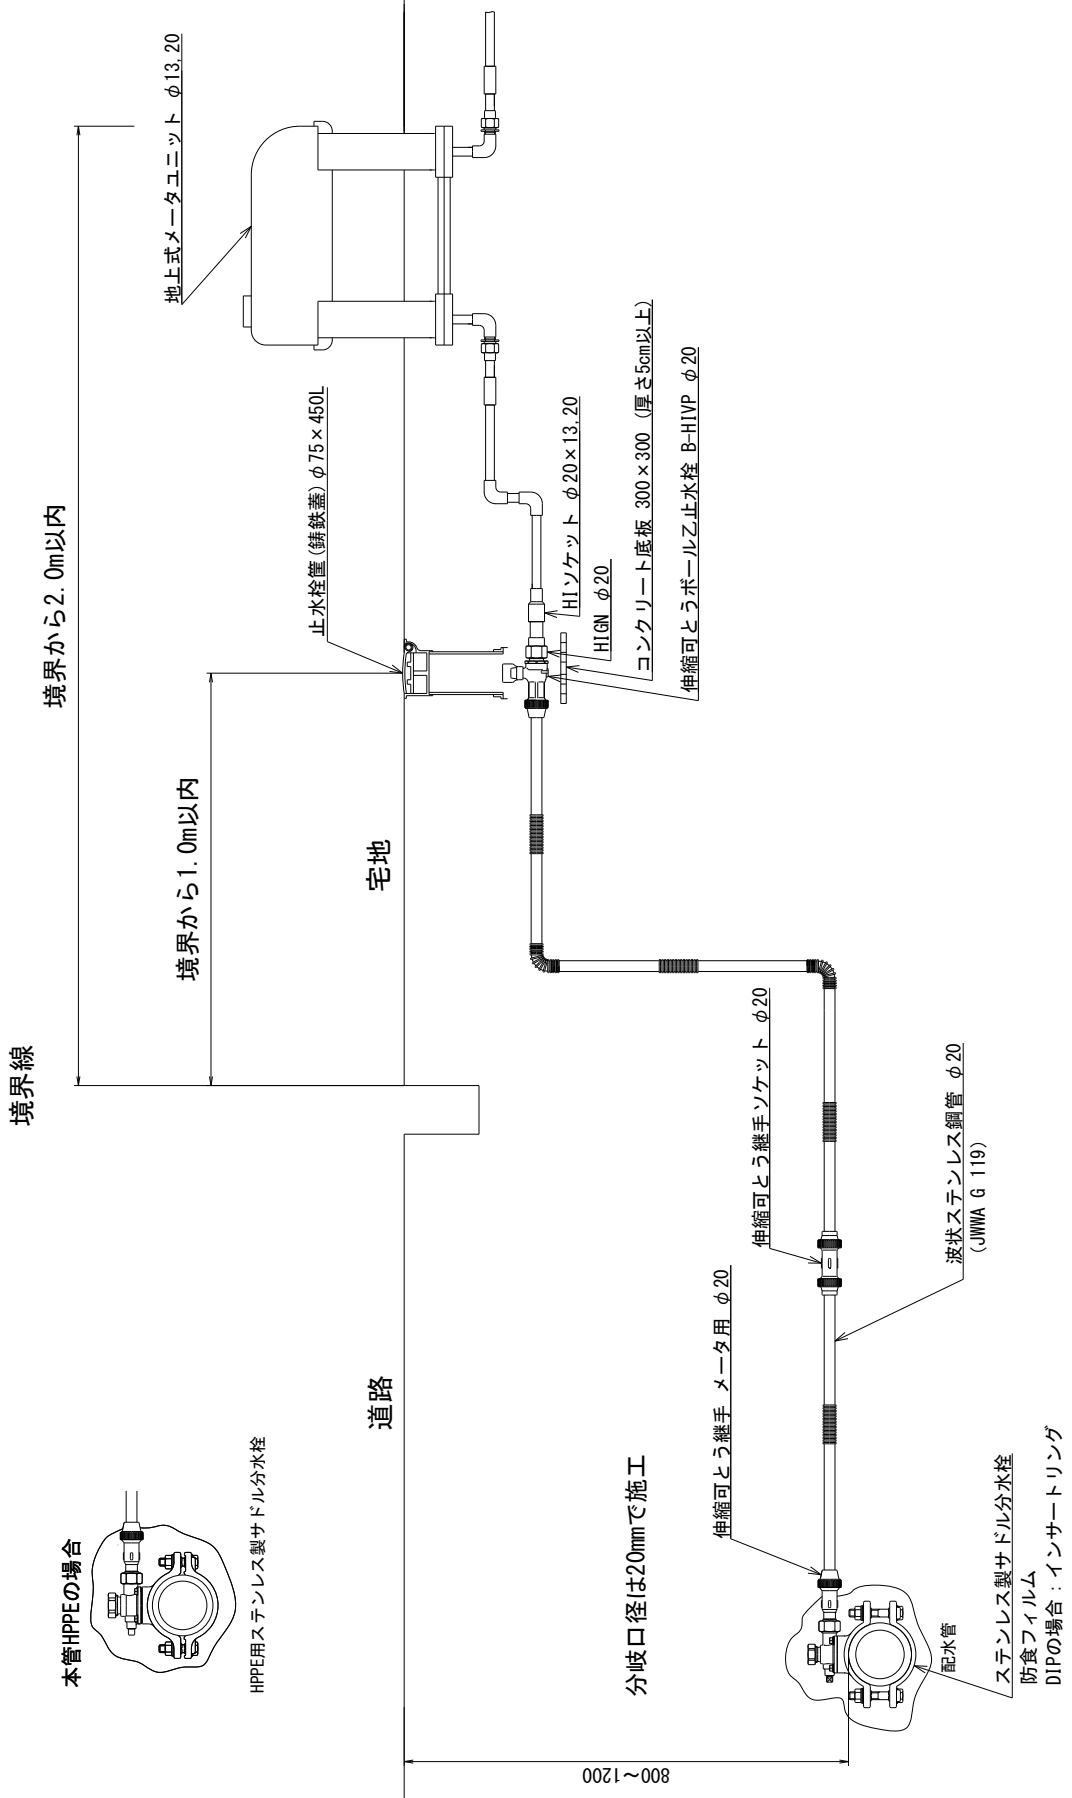 境界線
境界から2.0m以内
境界から1.0m以内
地上式メータユニット φ13,20
止水栓筐(鋳鉄蓋)φ75×450L
宅地
道路
HIソケット φ20×13,20
HIGN φ20
コンクリート底板 300×300 (厚さ5cm以上)
伸縮可とうボール乙止水栓 B-HIVP φ20
伸縮可とう継手ソケット φ20
波状ステンレス鋼管 φ20
(JWWA G 119)
伸縮可とう継手 メータ用 φ20
分岐口径は20mmで施工
配水管
ステンレス製サドル分水栓
防食フィルム
DIPの場合：インサートリング
800～1200
本管HPPEの場合
HPPE用ステンレス製サドル分水栓